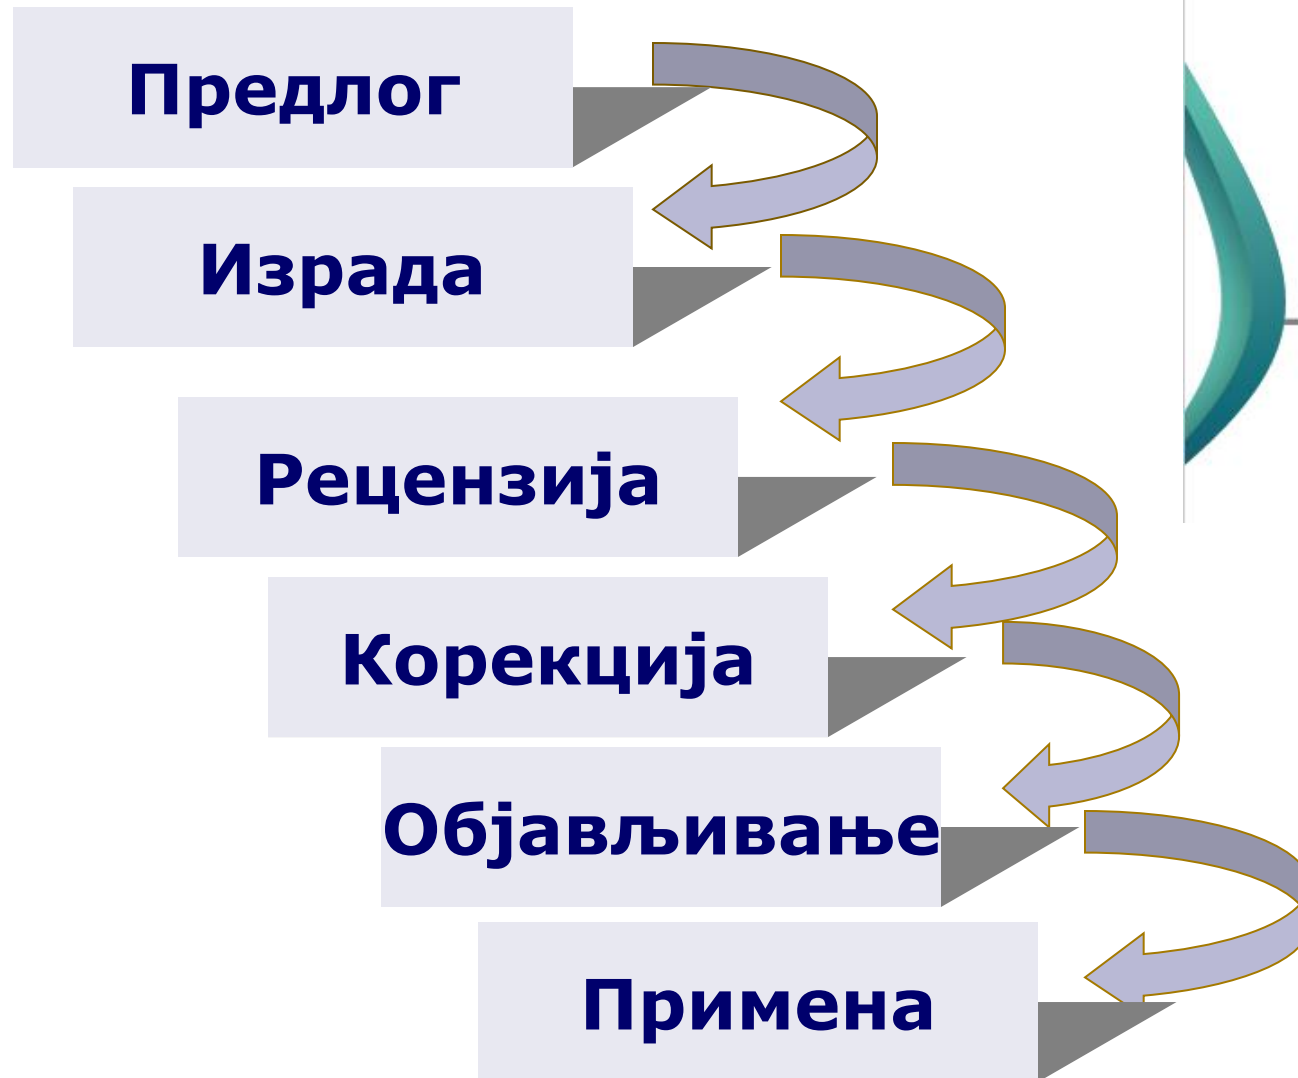 Предлог
Израда
Рецензија
Корекција
Објављивање
Примена